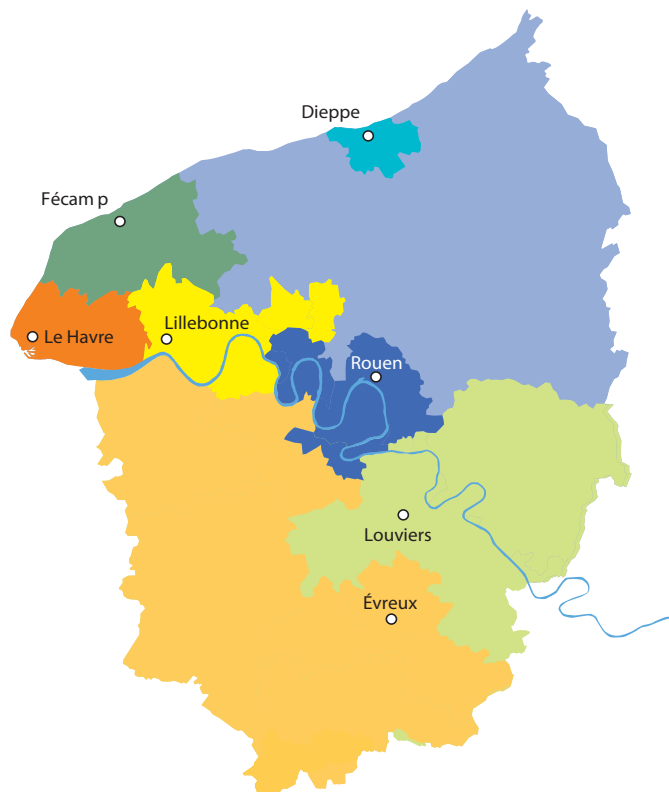 Dieppe
Fécam p
Le Havre
Lillebonne
Rouen
Louviers
Évreux